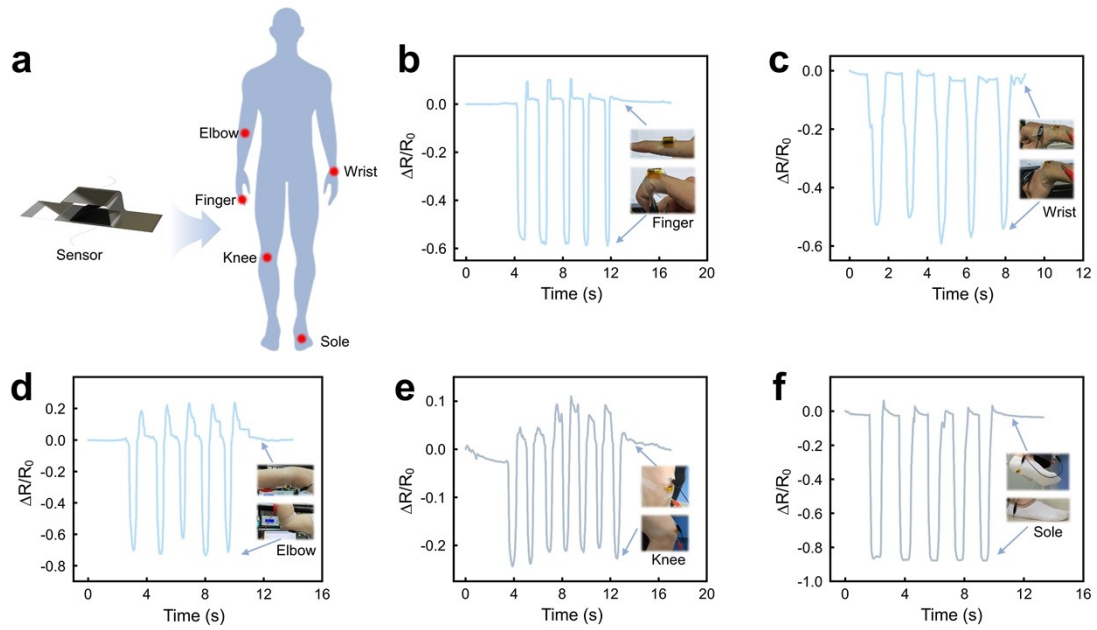 a
Elbow
Wrist
Finger
Sensor
Knee
Sole
b
ΔR/R0
0.0
-0.2
-0.4
-0.6
0 4 8 12 16 20
Time (s)
Finger
c
ΔR/R0
0.0
-0.2
-0.4
-0.6
0 2 4 6 8 10 12
Time (s)
Wrist
d
ΔR/R0
0.2
0.0
-0.2
-0.4
-0.6
-0.8
0 4 8 12 16
Time (s)
Elbow
e
ΔR/R0
0.1
0.0
-0.1
-0.2
0 4 8 12 16 20
Time (s)
Knee
f
ΔR/R0
0.0
-0.2
-0.4
-0.6
-0.8
-1.0
0 4 8 12 16
Time (s)
Sole